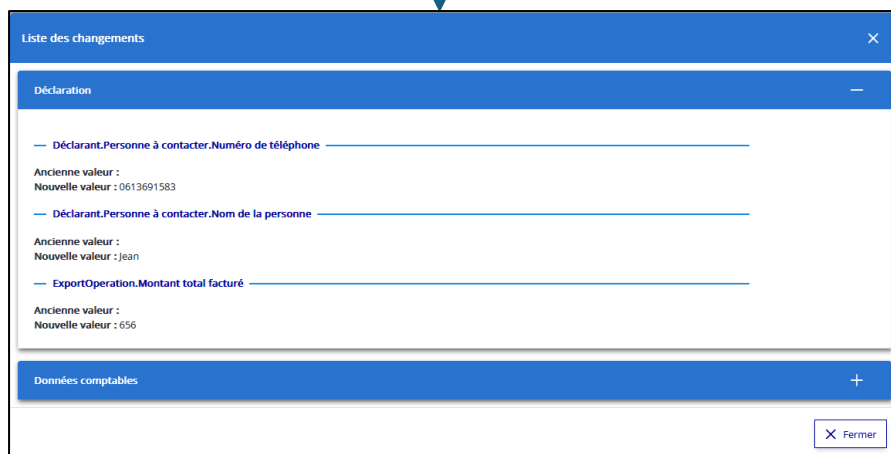 Liste des changements
Déclaration
Déclarant.Personne à contacter.Numéro de téléphone
Ancienne valeur :
Nouvelle valeur : 0613691583
Déclarant.Personne à contacter.Nom de la personne
Ancienne valeur :
Nouvelle valeur : Jean
ExportOperation.Montant total facturé
Ancienne valeur :
Nouvelle valeur : 656
Données comptables
Fermer